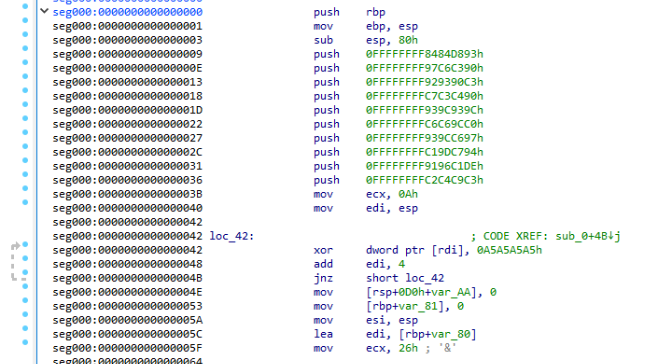 seg000:0000000000000000 push rbp
seg000:0000000000000001 mov ebp, esp
seg000:0000000000000003 sub esp, 80h
seg000:0000000000000009 push 0FFFFFFFF8484D893h
seg000:000000000000000E push 0FFFFFFFF97C6C390h
seg000:0000000000000013 push 0FFFFFFFF929390C3h
seg000:0000000000000018 push 0FFFFFFFFC7C3C490h
seg000:000000000000001D push 0FFFFFFFF939C939Ch
seg000:0000000000000022 push 0FFFFFFFFC6C69CC0h
seg000:0000000000000027 push 0FFFFFFFF939CC697h
seg000:000000000000002C push 0FFFFFFFFC19DC794h
seg000:0000000000000031 push 0FFFFFFFF9196C1DEh
seg000:0000000000000036 push 0FFFFFFFFC2C4C9C3h
seg000:000000000000003B mov ecx, 0Ah
seg000:0000000000000040 mov edi, esp
seg000:0000000000000042
seg000:0000000000000042 loc_42: ; CODE XREF: sub_0+4B↓j
seg000:0000000000000042 xor dword ptr [rdi], 0A5A5A5A5h
seg000:0000000000000048 add edi, 4
seg000:000000000000004B jnz short loc_42
seg000:000000000000004E mov [rsp+0D0h+var_AA], 0
seg000:0000000000000053 mov [rbp+var_81], 0
seg000:000000000000005A mov esi, esp
seg000:000000000000005C lea edi, [rbp+var_80]
seg000:000000000000005F mov ecx, 26h ; '&'
seg000:0000000000000064